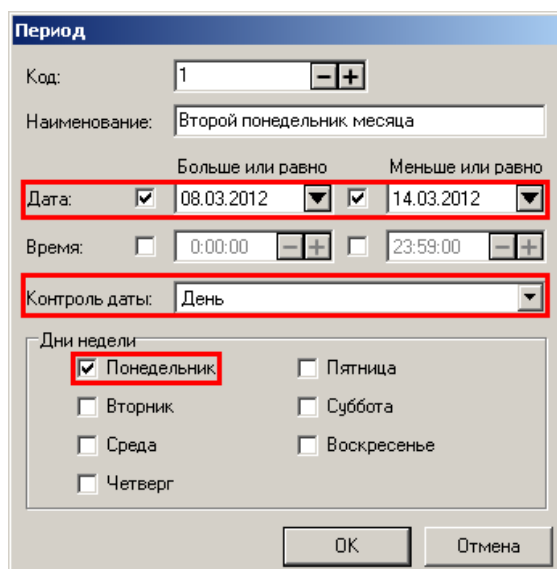 Период
Код: 1
Наименование: Второй понедельник месяца
Больше или равно Меньше или равно
Дата: 08.03.2012 14.03.2012
Время: 0:00:00 23:59:00
Контроль даты: День
Дни недели
Понедельник Пятница
Вторник Суббота
Среда Воскресенье
Четверг
OK Отмена